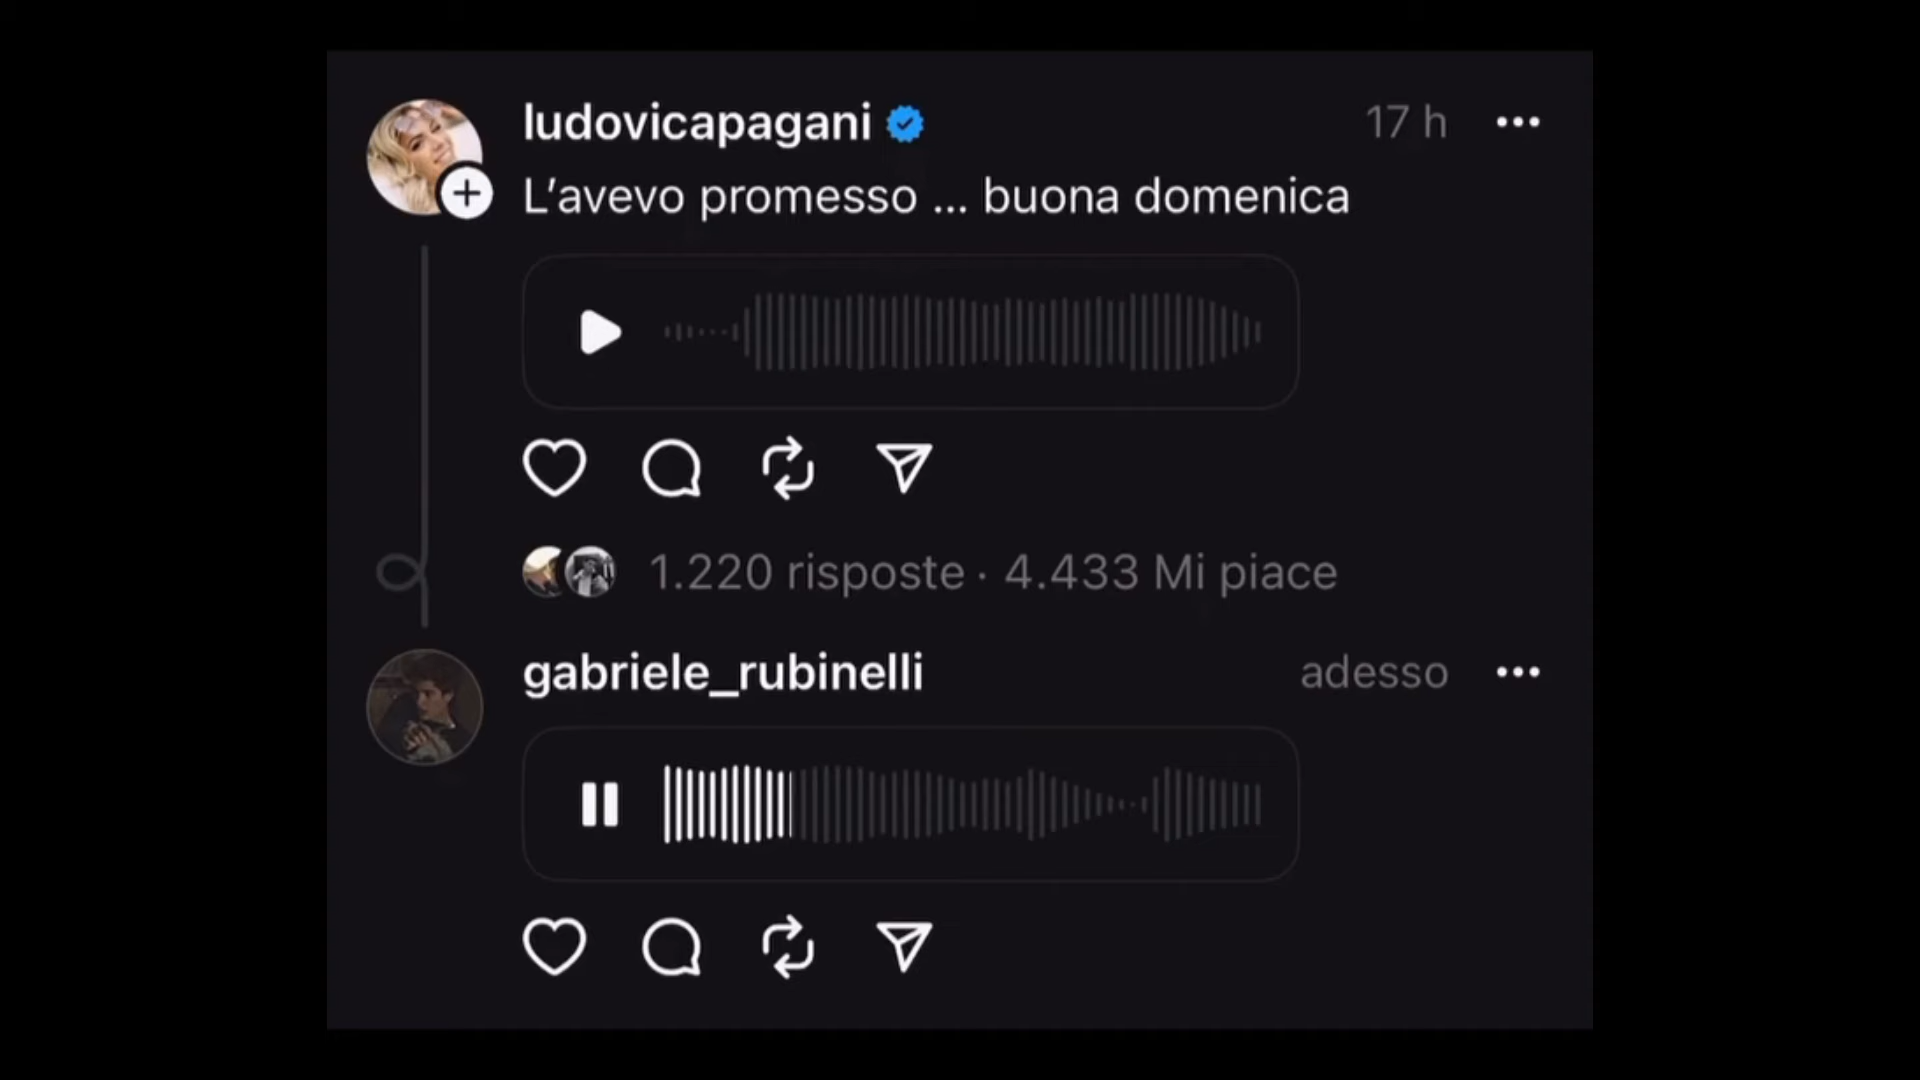 ludovicapagani 17 h
L'avevo promesso ... buona domenica
1.220 risposte · 4.433 Mi piace
gabriele_rubinelli adesso